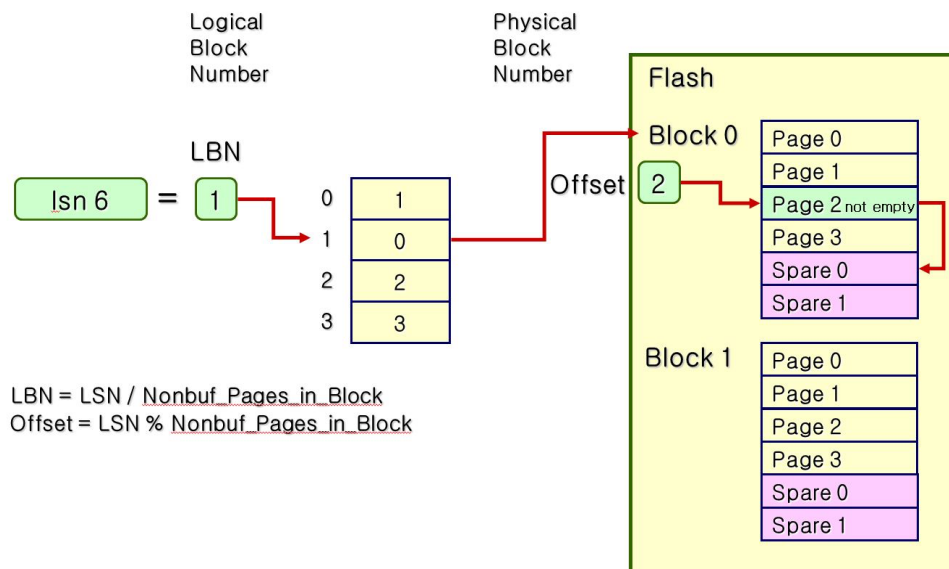 Logical
Block
Number
Physical
Block
Number
Flash
LBN
lsn 6 = 1
0 1
1 0
2 2
3 3
Block 0
Offset 2
Page 0
Page 1
Page 2 not empty
Page 3
Spare 0
Spare 1
Block 1
Page 0
Page 1
Page 2
Page 3
Spare 0
Spare 1
LBN = LSN / Nonbuf_Pages_in_Block
Offset = LSN % Nonbuf_Pages_in_Block